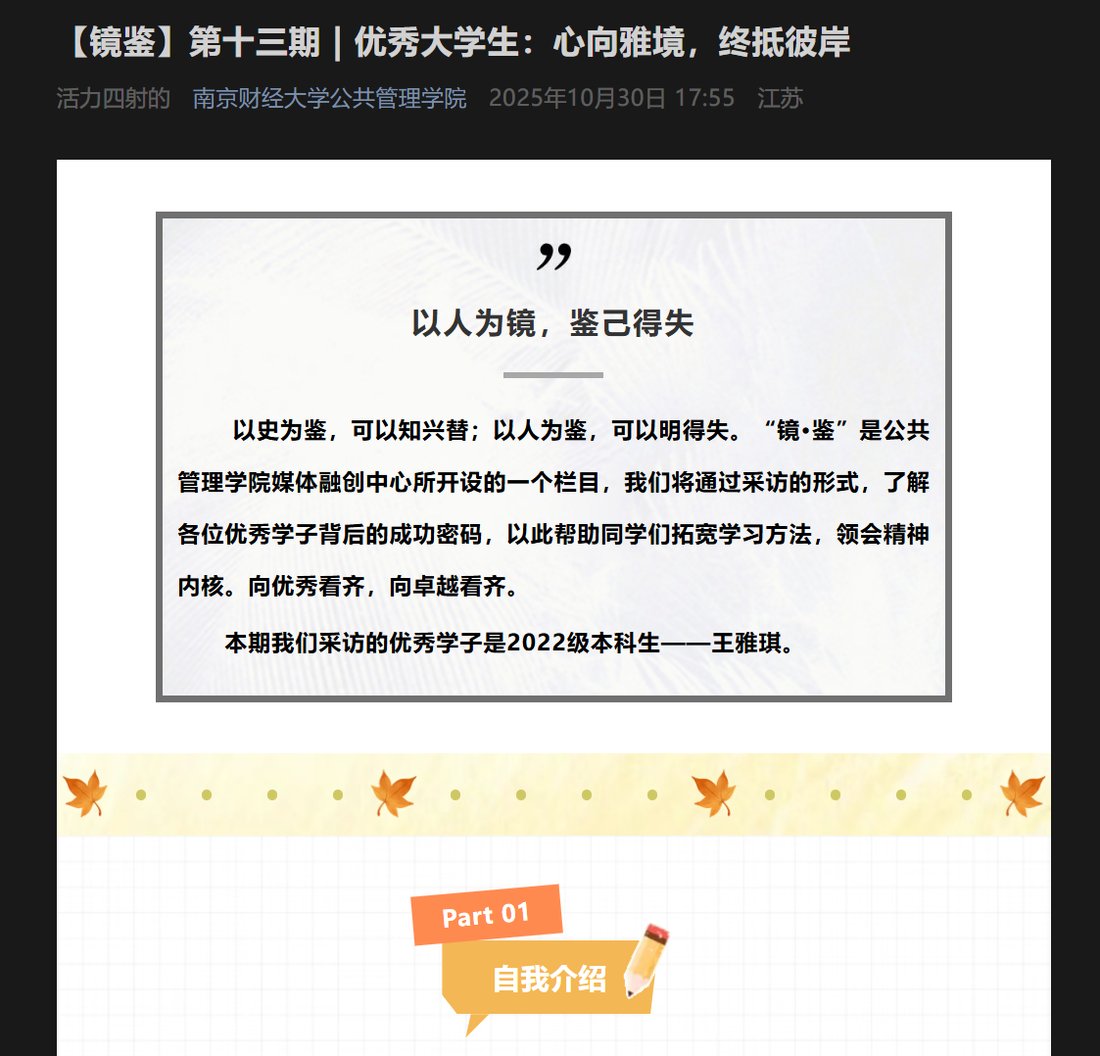 【镜鉴】第十三期 | 优秀大学生：心向雅境，终抵彼岸
活力四射的 南京财经大学公共管理学院 2025年10月30日 17:55 江苏
”
以人为镜，鉴己得失
以史为鉴，可以知兴替；以人为鉴，可以明得失。“镜·鉴”是公共
管理学院媒体融创中心所开设的一个栏目，我们将通过采访的形式，了解
各位优秀学子背后的成功密码，以此帮助同学们拓宽学习方法，领会精神
内核。向优秀看齐，向卓越看齐。
本期我们采访的优秀学子是2022级本科生——王雅琪。
Part 01
自我介绍